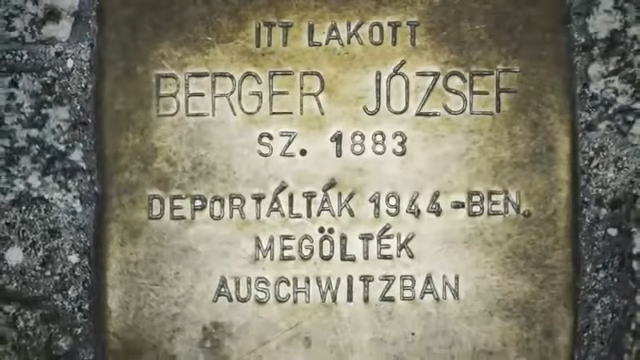 ITT LAKOTT
BERGER JÓZSEF
SZ. 1883
DEPORTÁLTÁK 1944-BEN.
MEGÖLTÉK
AUSCHWITZBAN